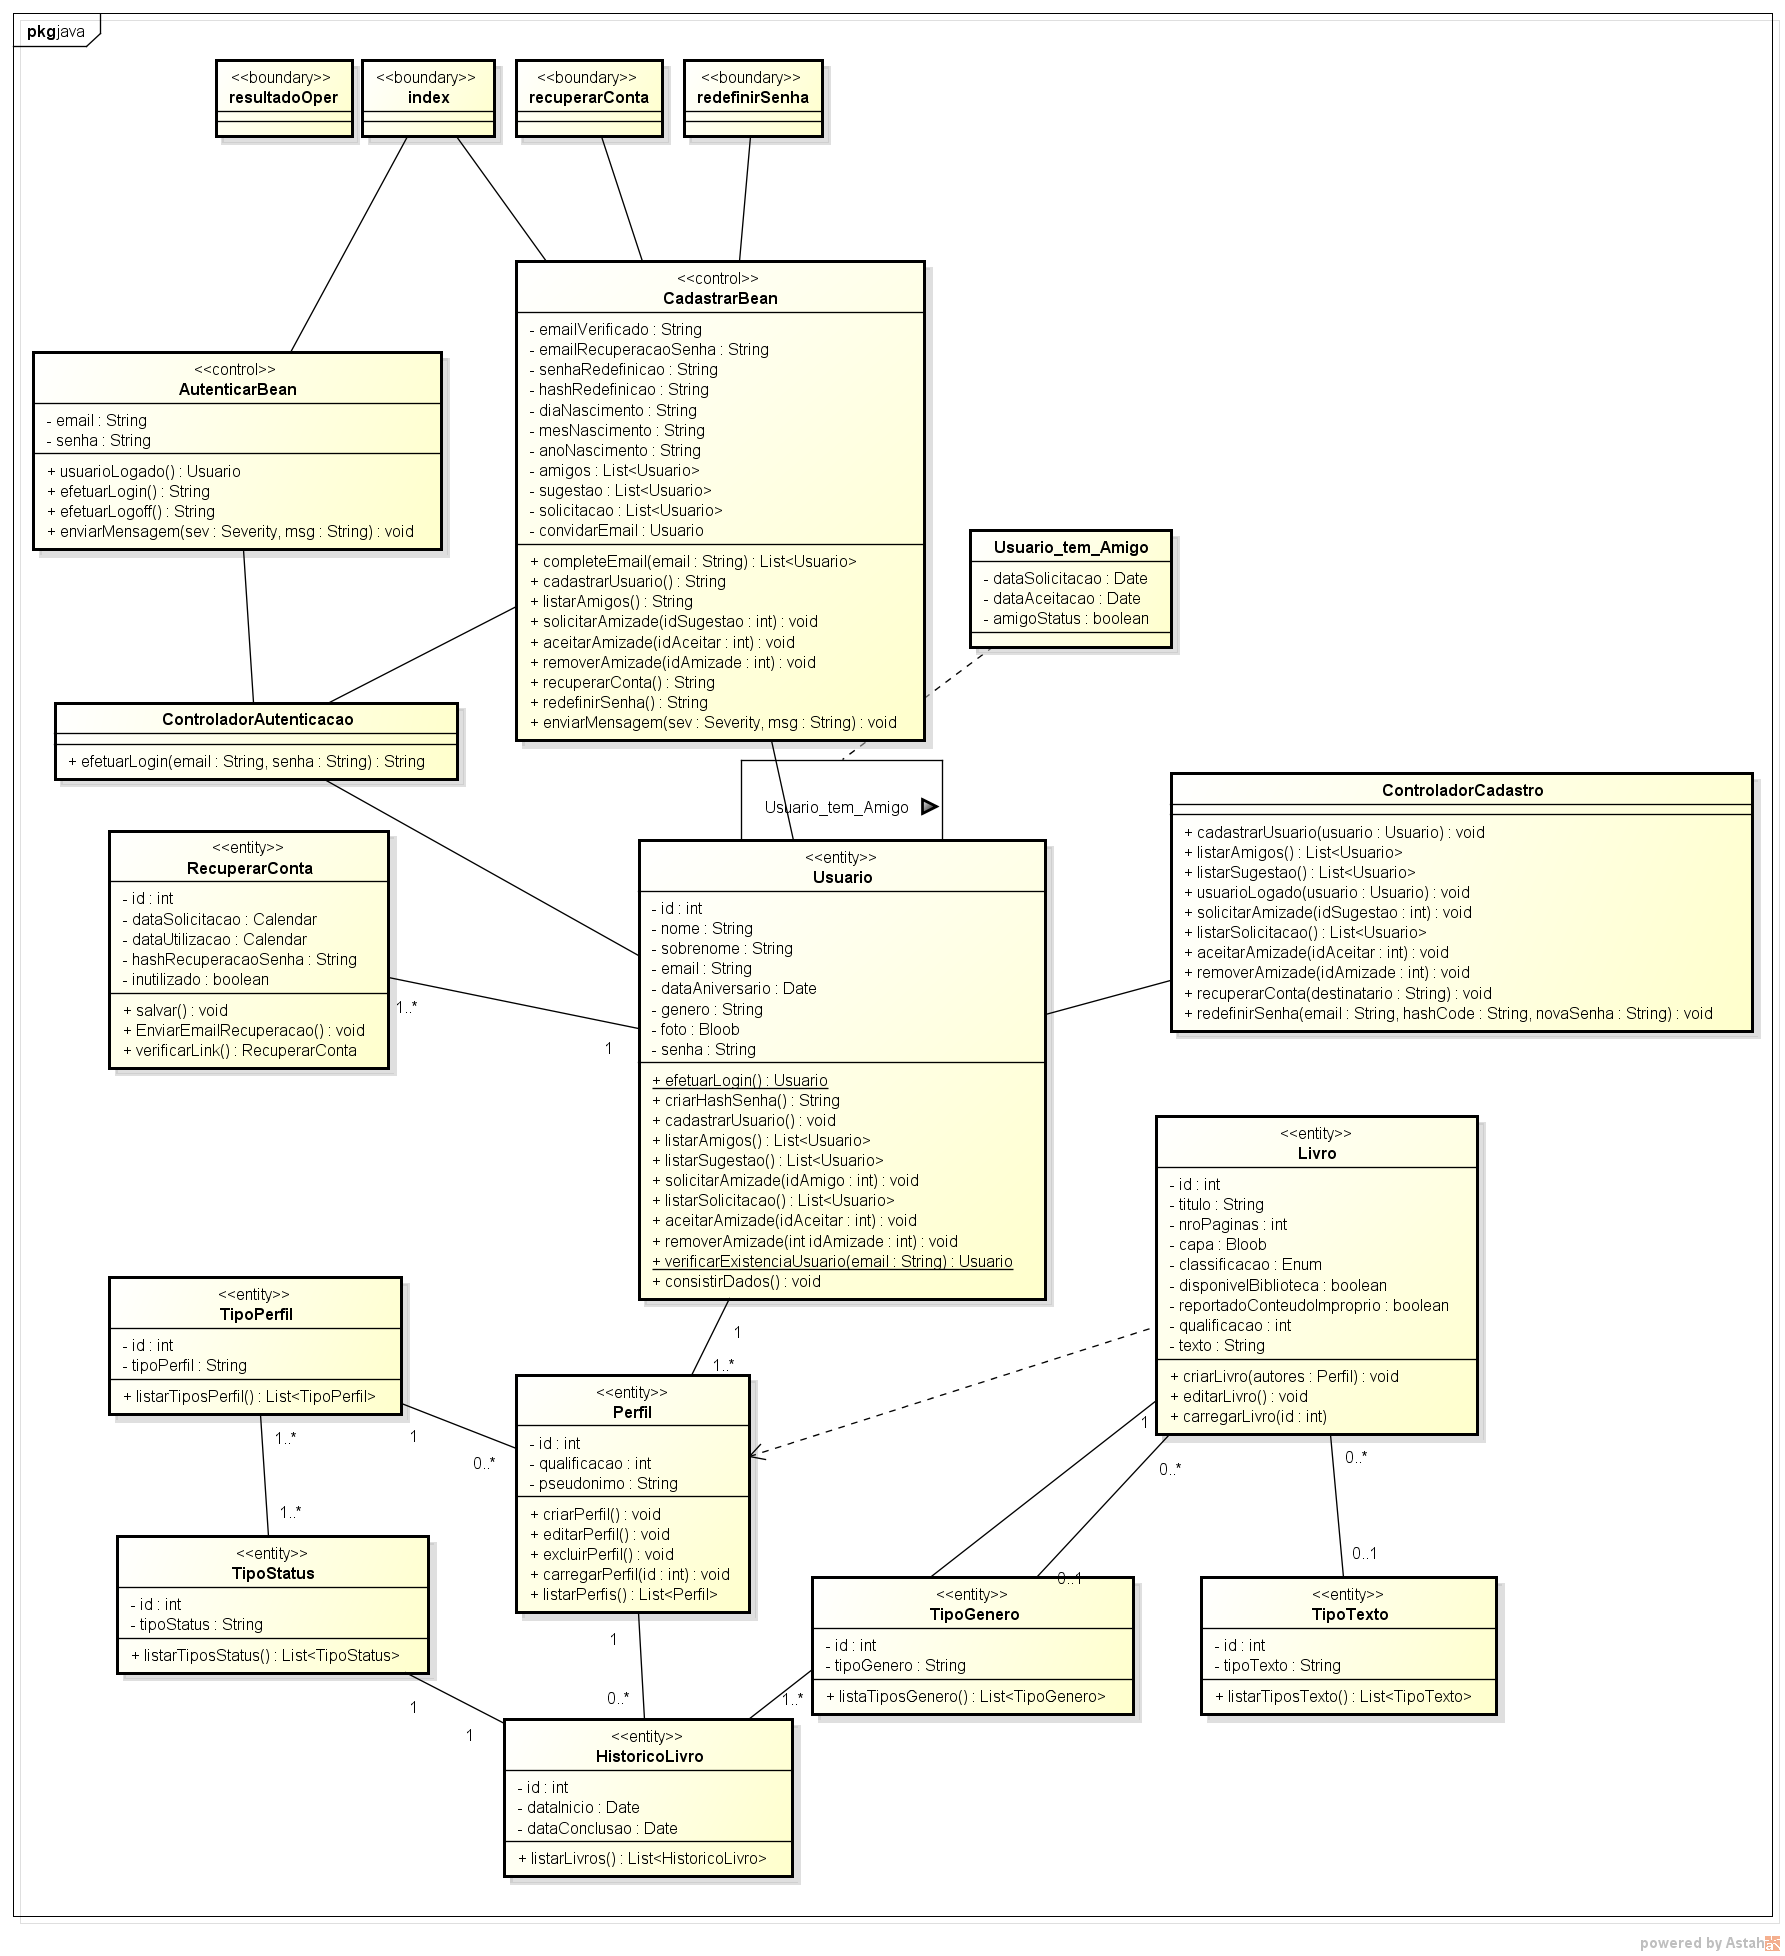 pkg java
<<boundary>>
resultadoOper
<<boundary>>
index
<<boundary>>
recuperarConta
<<boundary>>
redefinirSenha
<<control>>
CadastrarBean
- emailVerificado : String
- emailRecuperacaoSenha : String
- senhaRedefinicao : String
- hashRedefinicao : String
- diaNascimento : String
- mesNascimento : String
- anoNascimento : String
- amigos : List<Usuario>
- sugestao : List<Usuario>
- solicitacao : List<Usuario>
- convidarEmail : Usuario
+ completeEmail(email : String) : List<Usuario>
+ cadastrarUsuario() : String
+ listarAmigos() : String
+ solicitarAmizade(idSugestao : int) : void
+ aceitarAmizade(idAceitar : int) : void
+ removerAmizade(idAmizade : int) : void
+ recuperarConta() : String
+ redefinirSenha() : String
+ enviarMensagem(sev : Severity, msg : String) : void
<<control>>
AutenticarBean
- email : String
- senha : String
+ usuarioLogado() : Usuario
+ efetuarLogin() : String
+ efetuarLogoff() : String
+ enviarMensagem(sev : Severity, msg : String) : void
Usuario_tem_Amigo
- dataSolicitacao : Date
- dataAceitacao : Date
- amigoStatus : boolean
ControladorAutenticacao
+ efetuarLogin(email : String, senha : String) : String
Usuario_tem_Amigo
ControladorCadastro
+ cadastrarUsuario(usuario : Usuario) : void
+ listarAmigos() : List<Usuario>
+ listarSugestao() : List<Usuario>
+ usuarioLogado(usuario : Usuario) : void
+ solicitarAmizade(idSugestao : int) : void
+ listarSolicitacao() : List<Usuario>
+ aceitarAmizade(idAceitar : int) : void
+ removerAmizade(idAmizade : int) : void
+ recuperarConta(destinatario : String) : void
+ redefinirSenha(email : String, hashCode : String, novaSenha : String) : void
<<entity>>
RecuperarConta
- id : int
- dataSolicitacao : Calendar
- dataUtilizacao : Calendar
- hashRecuperacaoSenha : String
- inutilizado : boolean
+ salvar() : void
+ EnviarEmailRecuperacao() : void
+ verificarLink() : RecuperarConta
1..*
1
<<entity>>
Usuario
- id : int
- nome : String
- sobrenome : String
- email : String
- dataAniversario : Date
- genero : String
- foto : Bloob
- senha : String
+ efetuarLogin() : Usuario
+ criarHashSenha() : String
+ cadastrarUsuario() : void
+ listarAmigos() : List<Usuario>
+ listarSugestao() : List<Usuario>
+ solicitarAmizade(idAmigo : int) : void
+ listarSolicitacao() : List<Usuario>
+ aceitarAmizade(idAceitar : int) : void
+ removerAmizade(int idAmizade : int) : void
+ verificarExistenciaUsuario(email : String) : Usuario
+ consistirDados() : void
1
1..*
<<entity>>
Livro
- id : int
- titulo : String
- nroPaginas : int
- capa : Bloob
- classificacao : Enum
- disponivelBiblioteca : boolean
- reportadoConteudoImproprio : boolean
- qualificacao : int
- texto : String
+ criarLivro(autores : Perfil) : void
+ editarLivro() : void
+ carregarLivro(id : int)
1
0..*
0..*
<<entity>>
TipoPerfil
- id : int
- tipoPerfil : String
+ listarTiposPerfil() : List<TipoPerfil>
1..*
1
0..*
1..*
<<entity>>
Perfil
- id : int
- qualificacao : int
- pseudonimo : String
+ criarPerfil() : void
+ editarPerfil() : void
+ excluirPerfil() : void
+ carregarPerfil(id : int) : void
+ listarPerfis() : List<Perfil>
1
0..*
<<entity>>
TipoStatus
- id : int
- tipoStatus : String
+ listarTiposStatus() : List<TipoStatus>
1
1
0..1
<<entity>>
TipoGenero
- id : int
- tipoGenero : String
+ listaTiposGenero() : List<TipoGenero>
1..*
0..1
<<entity>>
TipoTexto
- id : int
- tipoTexto : String
+ listarTiposTexto() : List<TipoTexto>
<<entity>>
HistoricoLivro
- id : int
- dataInicio : Date
- dataConclusao : Date
+ listarLivros() : List<HistoricoLivro>
powered by Astah